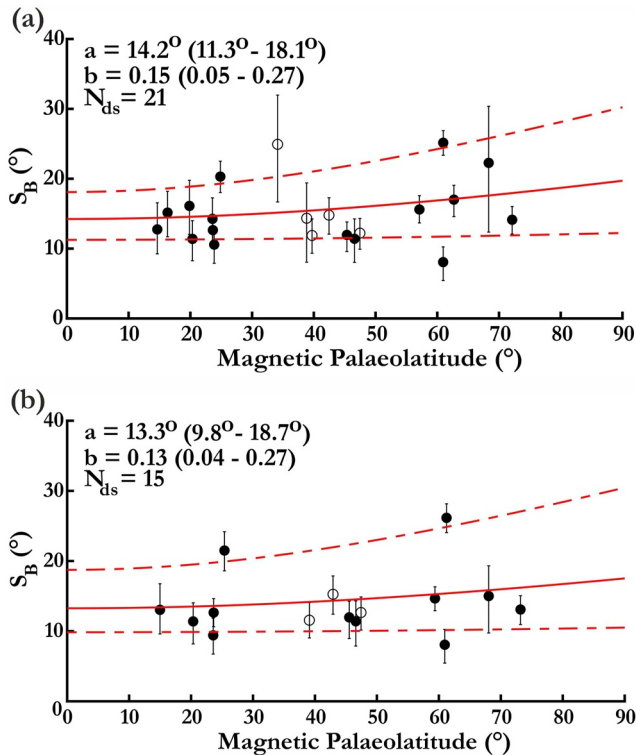 (a)
a = 14.2° (11.3° - 18.1°)
b = 0.15 (0.05 - 0.27)
Nds = 21
40
30
20
10
0
S_B (°)
0 10 20 30 40 50 60 70 80 90
Magnetic Palaeolatitude (°)
(b)
a = 13.3° (9.8° - 18.7°)
b = 0.13 (0.04 - 0.27)
Nds = 15
40
30
20
10
0
S_B (°)
0 10 20 30 40 50 60 70 80 90
Magnetic Palaeolatitude (°)